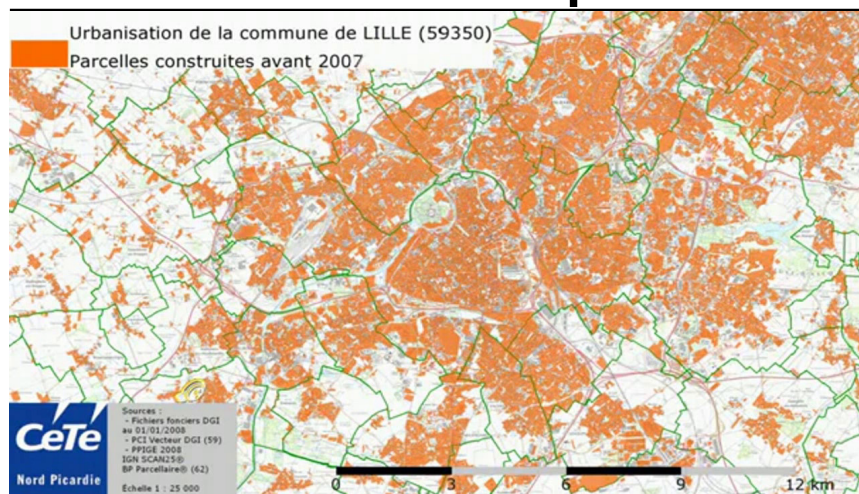 Urbanisation de la commune de LILLE (59350)
Parcelles construites avant 2007
CeTe
Nord Picardie
Sources :
- Fichiers fonciers DGI
au 01/01/2008
- PCI Vecteur DGI (59)
- PPIGE 2008
IGN SCAN25®
BP Parcellaire® (62)
Échelle 1 : 25 000
0 3 6 9 12 km